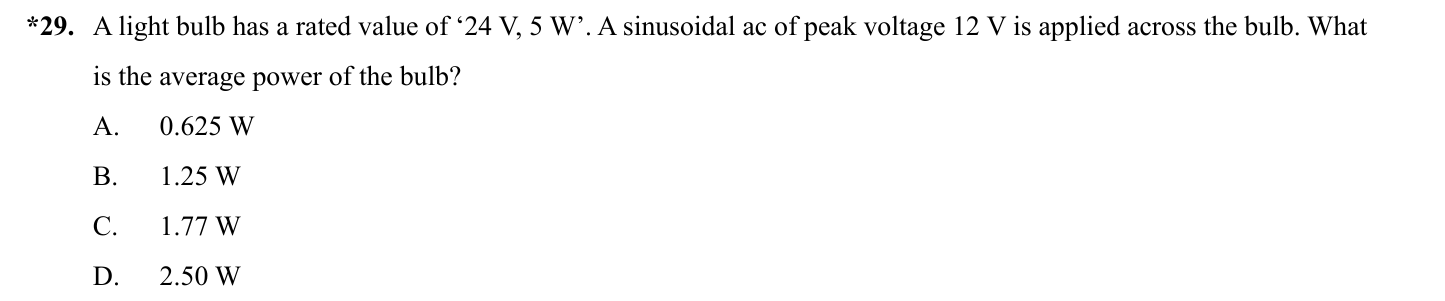 *29. A light bulb has a rated value of ‘24 V, 5 W’. A sinusoidal ac of peak voltage 12 V is applied across the bulb. What
is the average power of the bulb?
A. 0.625 W
B. 1.25 W
C. 1.77 W
D. 2.50 W